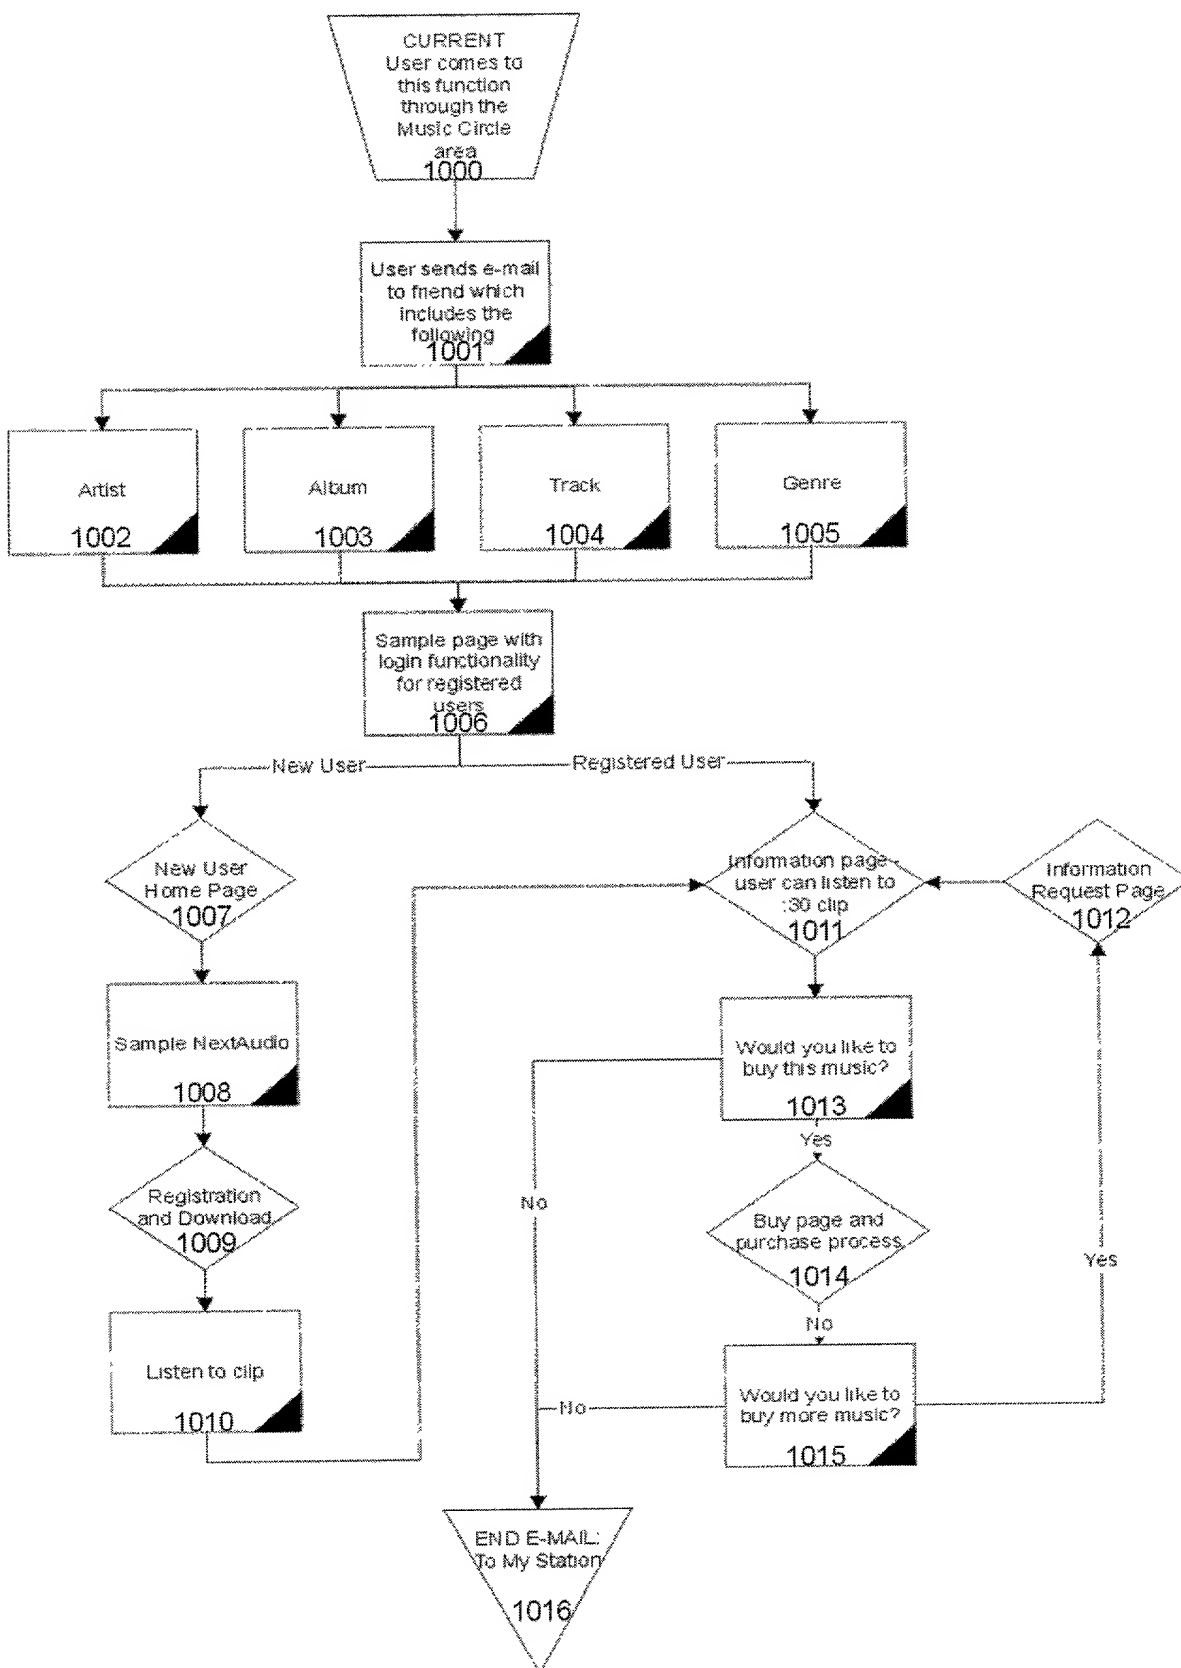 CURRENT
User comes to
this function
through the
Music Circle
area
1000
User sends e-mail
to friend which
includes the
following
1001
Artist
1002
Album
1003
Track
1004
Genre
1005
Sample page with
login functionality
for registered
users
1006
New User
Registered User
New User
Home Page
1007
Information page -
user can listen to
:30 clip
1011
Information
Request Page
1012
Sample NextAudio
1008
Would you like to
buy this music?
1013
Yes
No
Registration
and Download
1009
Buy page and
purchase process
1014
Yes
No
Listen to clip
1010
No
Would you like to
buy more music?
1015
END E-MAIL:
To My Station
1016